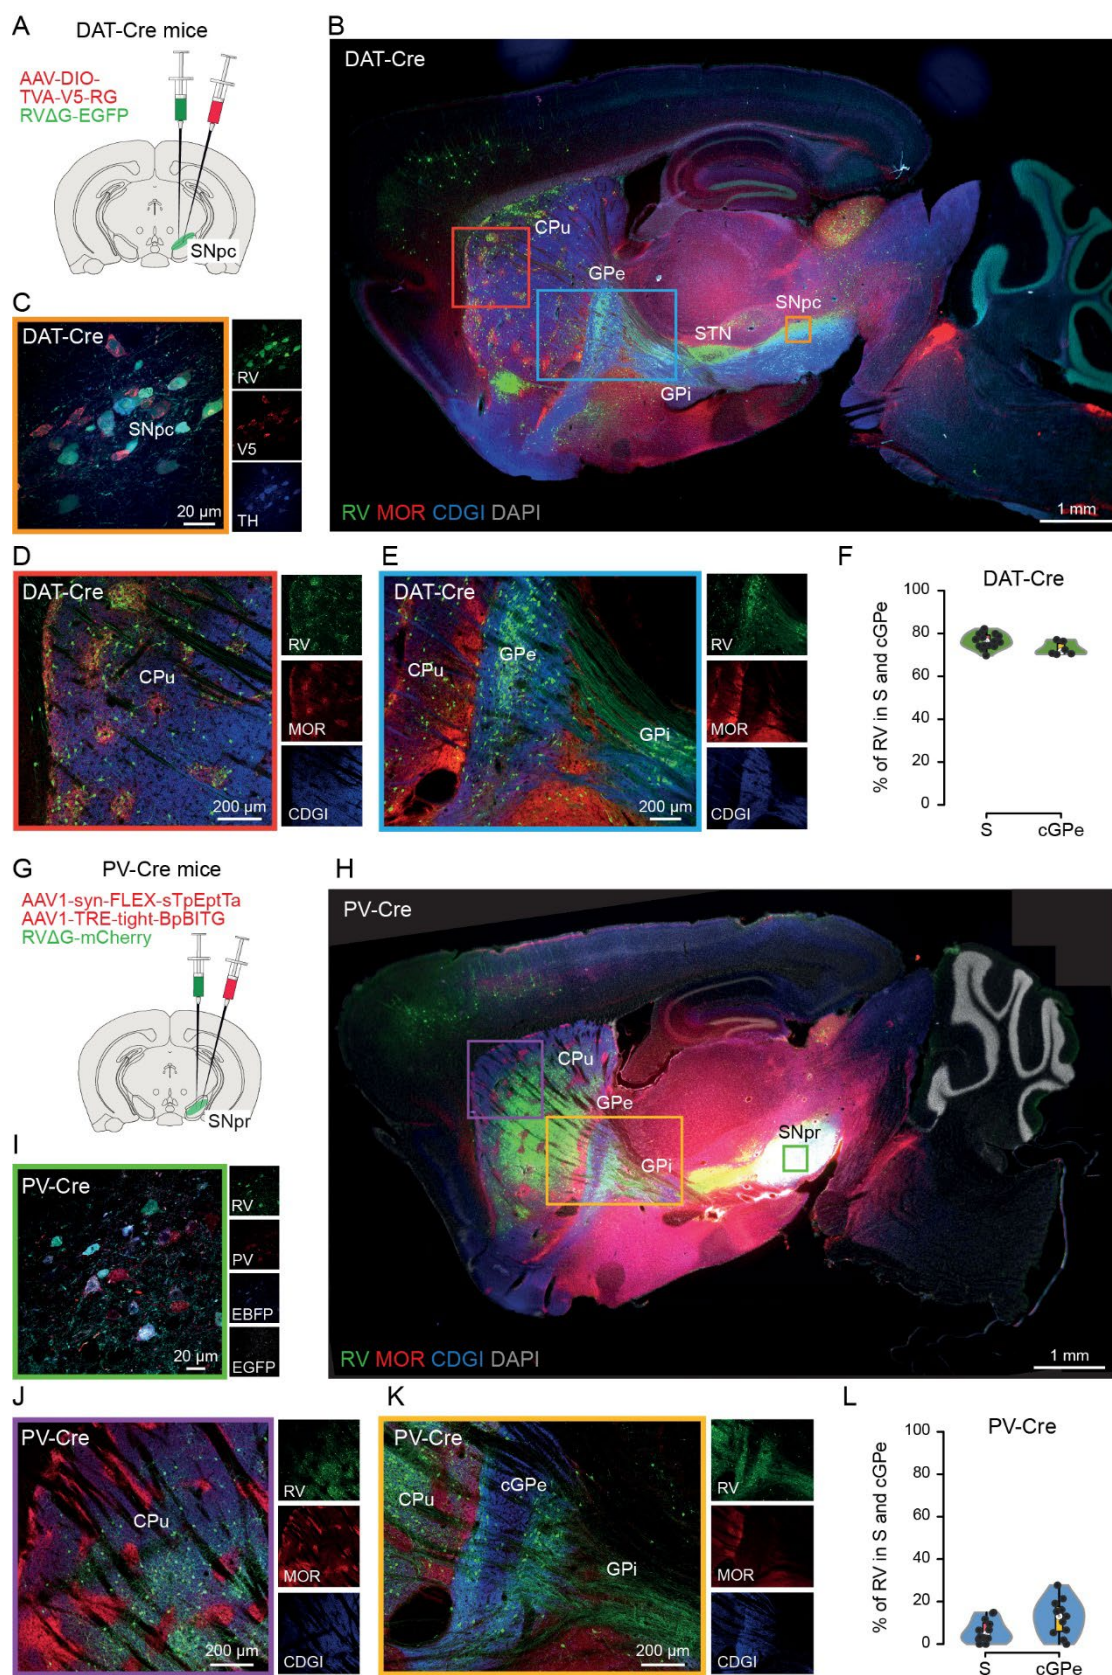 A
DAT-Cre mice
AAV-DIO-
TVA-V5-RG
RVΔG-EGFP
SNpc
B
DAT-Cre
CPu
GPe
SNpc
STN
GPi
RV MOR CDGI DAPI
1 mm
C
DAT-Cre
SNpc
20 µm
RV
V5
TH
D
DAT-Cre
CPu
200 µm
RV
MOR
CDGI
E
DAT-Cre
CPu
GPe
GPi
200 µm
RV
MOR
CDGI
F
DAT-Cre
% of RV in S and cGPe
100
80
60
40
20
0
S
cGPe
G
PV-Cre mice
AAV1-syn-FLEX-sTpEptTa
AAV1-TRE-tight-BpBITG
RVΔG-mCherry
SNpr
H
PV-Cre
CPu
GPe
GPi
SNpr
RV MOR CDGI DAPI
1 mm
I
PV-Cre
20 µm
RV
PV
EBFP
EGFP
J
PV-Cre
CPu
200 µm
RV
MOR
CDGI
K
PV-Cre
CPu
cGPe
GPi
200 µm
RV
MOR
CDGI
L
PV-Cre
% of RV in S and cGPe
100
80
60
40
20
0
S
cGPe